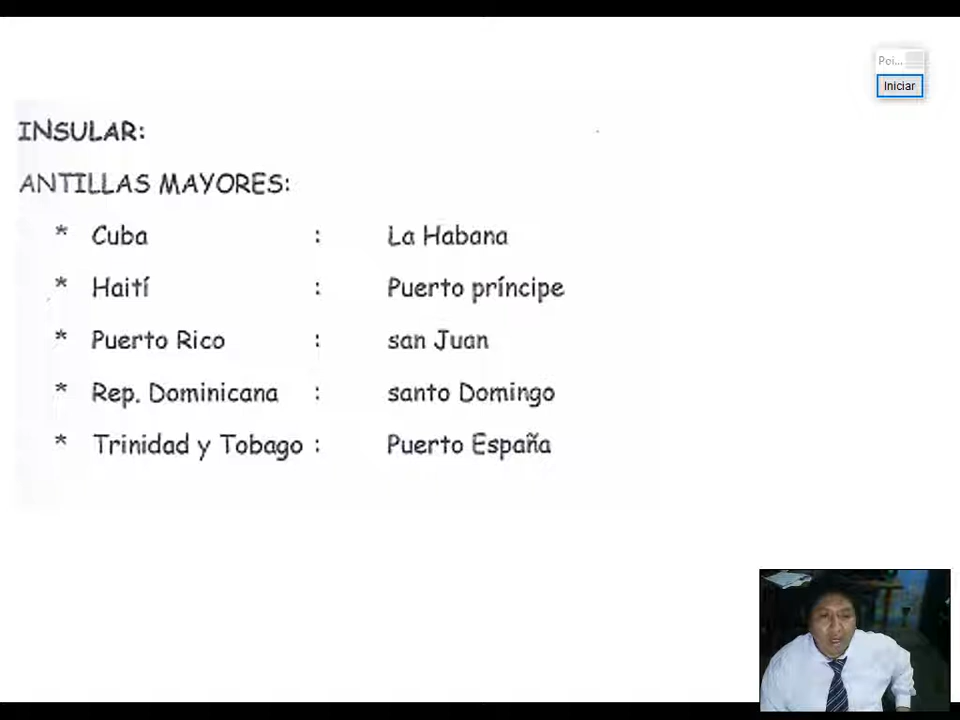 Poi...
Iniciar
INSULAR:
ANTILLAS MAYORES:
* Cuba : La Habana
* Haití : Puerto príncipe
* Puerto Rico : san Juan
* Rep. Dominicana : santo Domingo
* Trinidad y Tobago : Puerto España